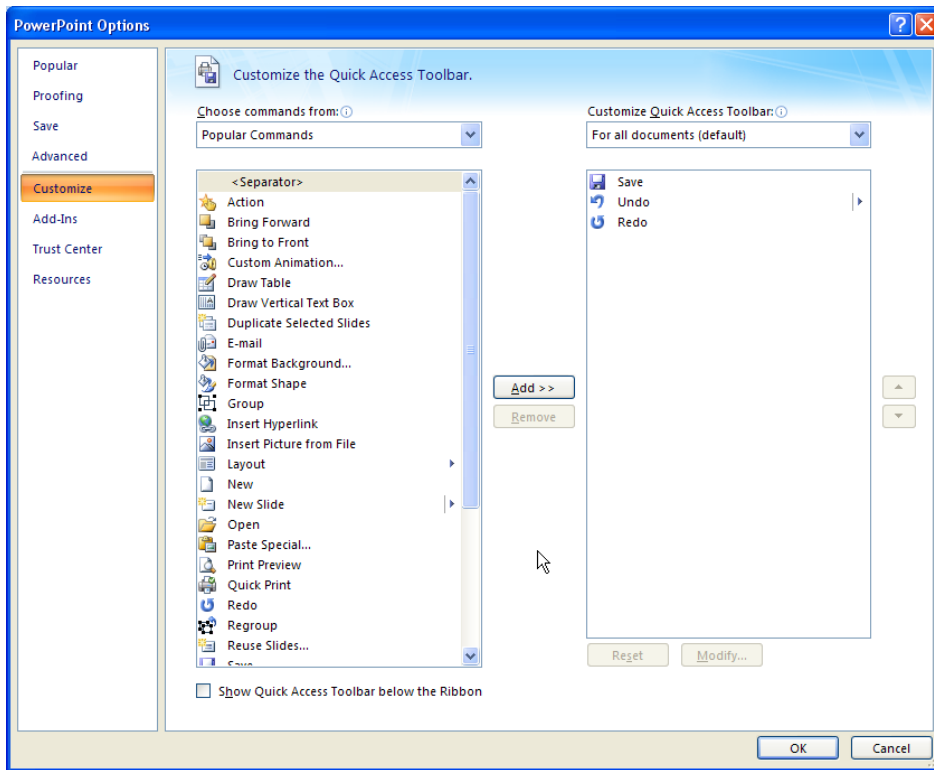 PowerPoint Options
Popular
Proofing
Save
Advanced
Customize
Add-Ins
Trust Center
Resources
Customize the Quick Access Toolbar.
Choose commands from:
Popular Commands
<Separator>
Action
Bring Forward
Bring to Front
Custom Animation...
Draw Table
Draw Vertical Text Box
Duplicate Selected Slides
E-mail
Format Background...
Format Shape
Group
Insert Hyperlink
Insert Picture from File
Layout
New
New Slide
Open
Paste Special...
Print Preview
Quick Print
Redo
Regroup
Reuse Slides...
Save
Show Quick Access Toolbar below the Ribbon
Add >>
Remove
Customize Quick Access Toolbar:
For all documents (default)
Save
Undo
Redo
Reset
Modify...
OK
Cancel